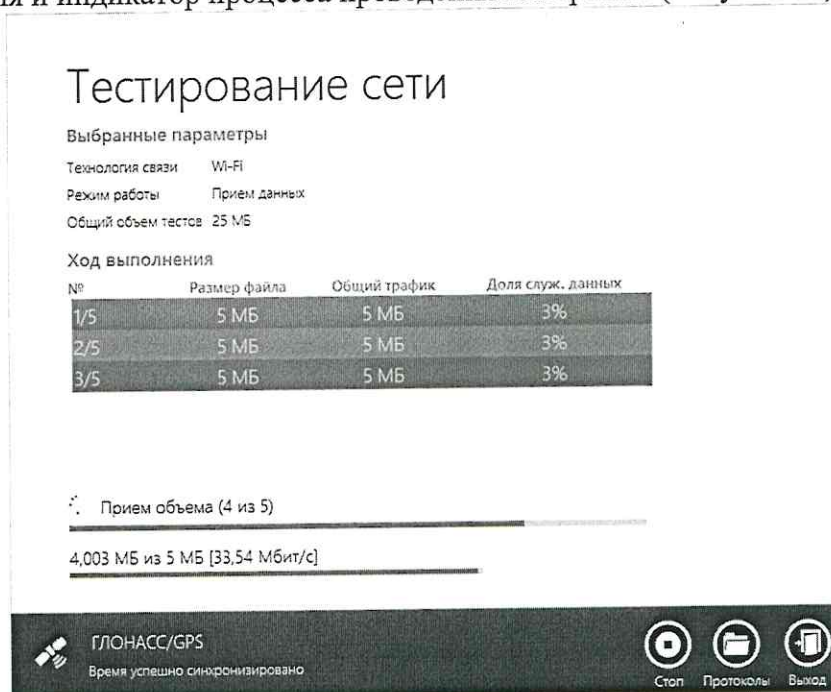 и индикатор процесса
Тестирование сети
Выбранные параметры
Технология связи Wi-Fi
Режим работы Прием данных
Общий объем тестов 25 МБ
Ход выполнения
№ Размер файла Общий трафик Доля служ. данных
1/5 5 МБ 5 МБ 3%
2/5 5 МБ 5 МБ 3%
3/5 5 МБ 5 МБ 3%
Прием объема (4 из 5)
4,003 МБ из 5 МБ [33,54 Мбит/с]
ГЛОНАСС/GPS
Время успешно синхронизировано
Стоп Протоколы Выход